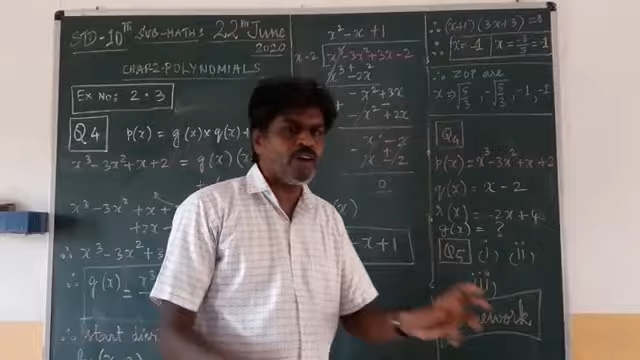 STD-10th SUB-MATHS 22nd June 2020
CHAP2-POLYNOMIALS
Ex No: 2.3
Q4 p(x) = g(x)×q(x)+
x³-3x²+x+2 = g(x)(x
x³-3x²+x+
+2x-
∴ x³-3x²+3
∴ g(x) = x³
∴ start divi
x²-x+1
x-2 x³-3x²+3x-2
x³-2x²
-x²+3x
-x²+2x
x-2
0
-x+1
∴ (x+1)(3x+3)=0
∴ x=-1 x=-3/3=-1
∴ ZOP are
x ⇒ √5/3, -√5/3, -1, -1
Q4
p(x)=x³-3x²+x+2
q(x) = x-2
r(x) = -2x+4
g(x) = ?
Q5 i), ii,
iii,
ework